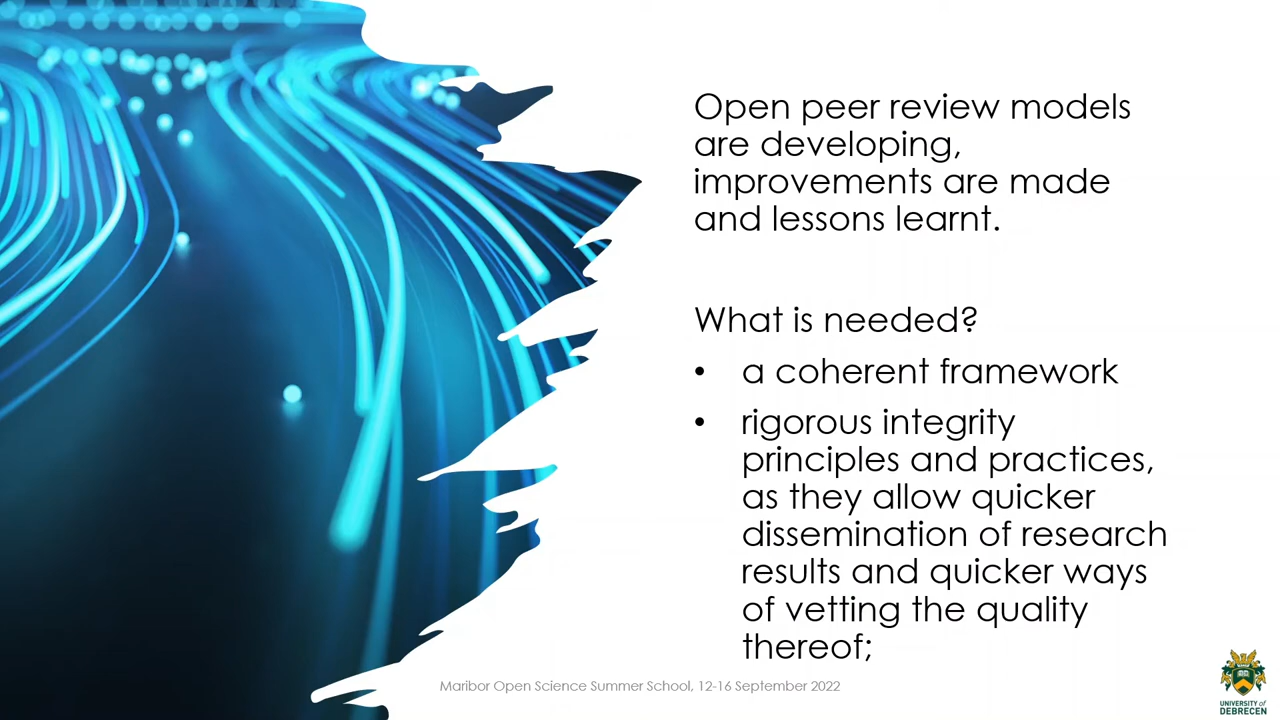 Open peer review models
are developing,
improvements are made
and lessons learnt.
What is needed?
• a coherent framework
• rigorous integrity
principles and practices,
as they allow quicker
dissemination of research
results and quicker ways
of vetting the quality
thereof;
Maribor Open Science Summer School, 12-16 September 2022
UNIVERSITY of
DEBRECEN